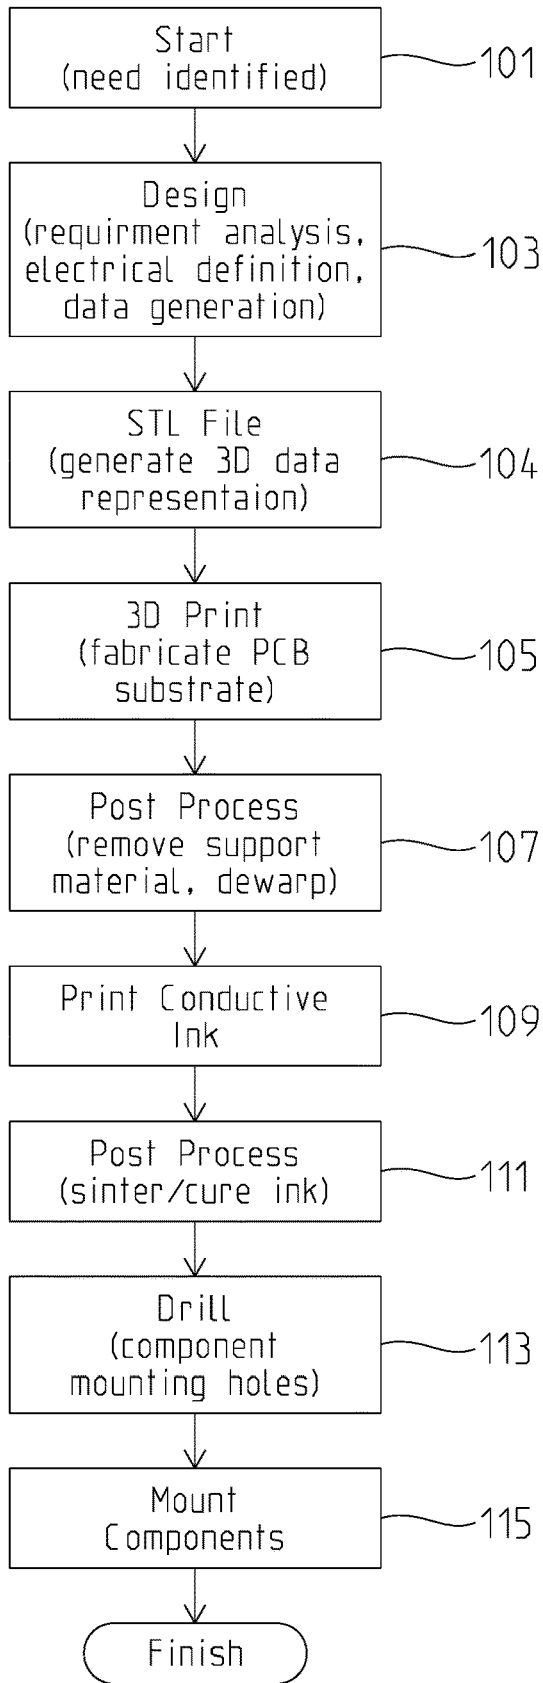 Start
(need identified)
101
Design
(requirment analysis,
electrical definition,
data generation)
103
STL File
(generate 3D data
representaion)
104
3D Print
(fabricate PCB
substrate)
105
Post Process
(remove support
material, dewarp)
107
Print Conductive
Ink
109
Post Process
(sinter/cure ink)
111
Drill
(component
mounting holes)
113
Mount
Components
115
Finish